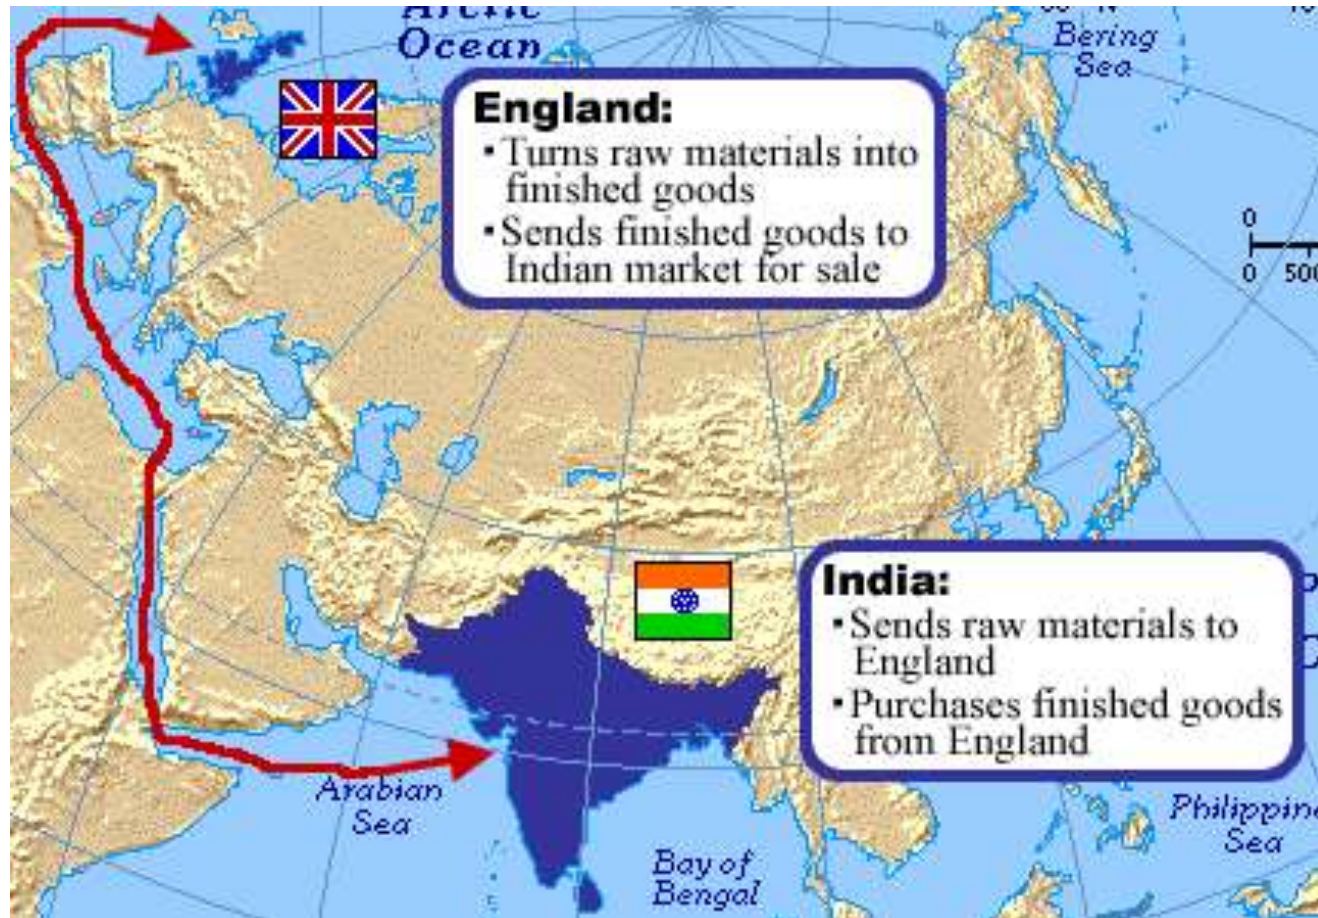 Arctic
Ocean
Bering
Sea
England:
▪Turns raw materials into
finished goods
▪Sends finished goods to
Indian market for sale
0
0 500
India:
▪Sends raw materials to
England
▪Purchases finished goods
from England
Arabian
Sea
Bay of
Bengal
Philippine
Sea